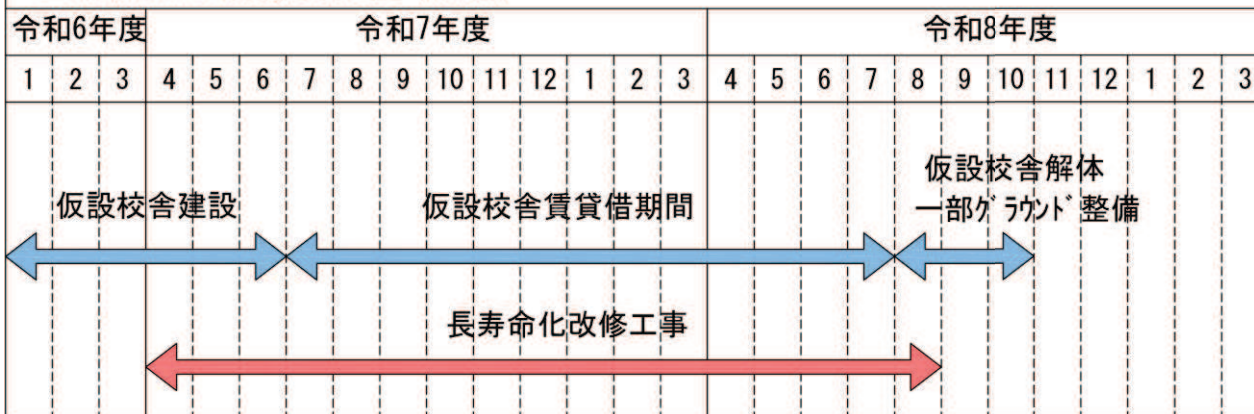 令和6年度 令和7年度 令和8年度
1 2 3 4 5 6 7 8 9 10 11 12 1 2 3 4 5 6 7 8 9 10 11 12 1 2 3
仮設校舎建設 仮設校舎賃貸借期間 仮設校舎解体
一部グラウンド整備
長寿命化改修工事